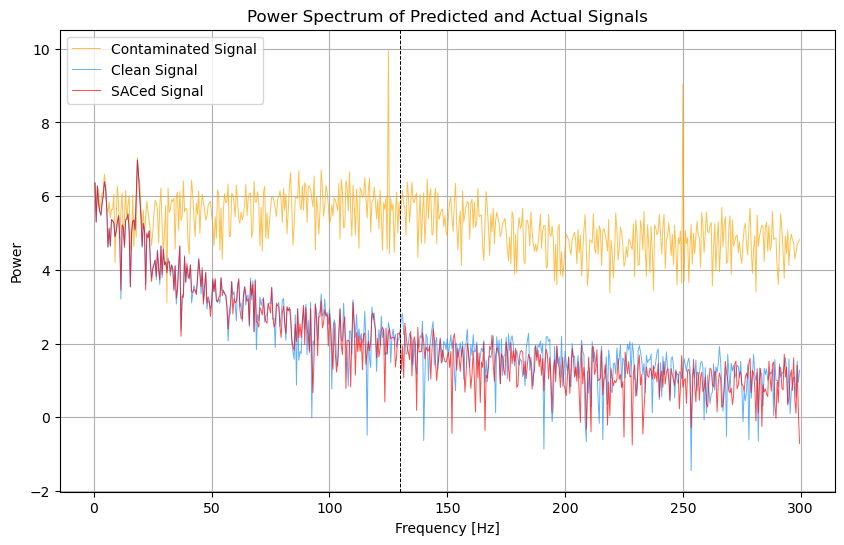 Power Spectrum of Predicted and Actual Signals
Contaminated Signal
Clean Signal
SACed Signal
Power
10
8
6
4
2
0
−2
0 50 100 150 200 250 300
Frequency [Hz]